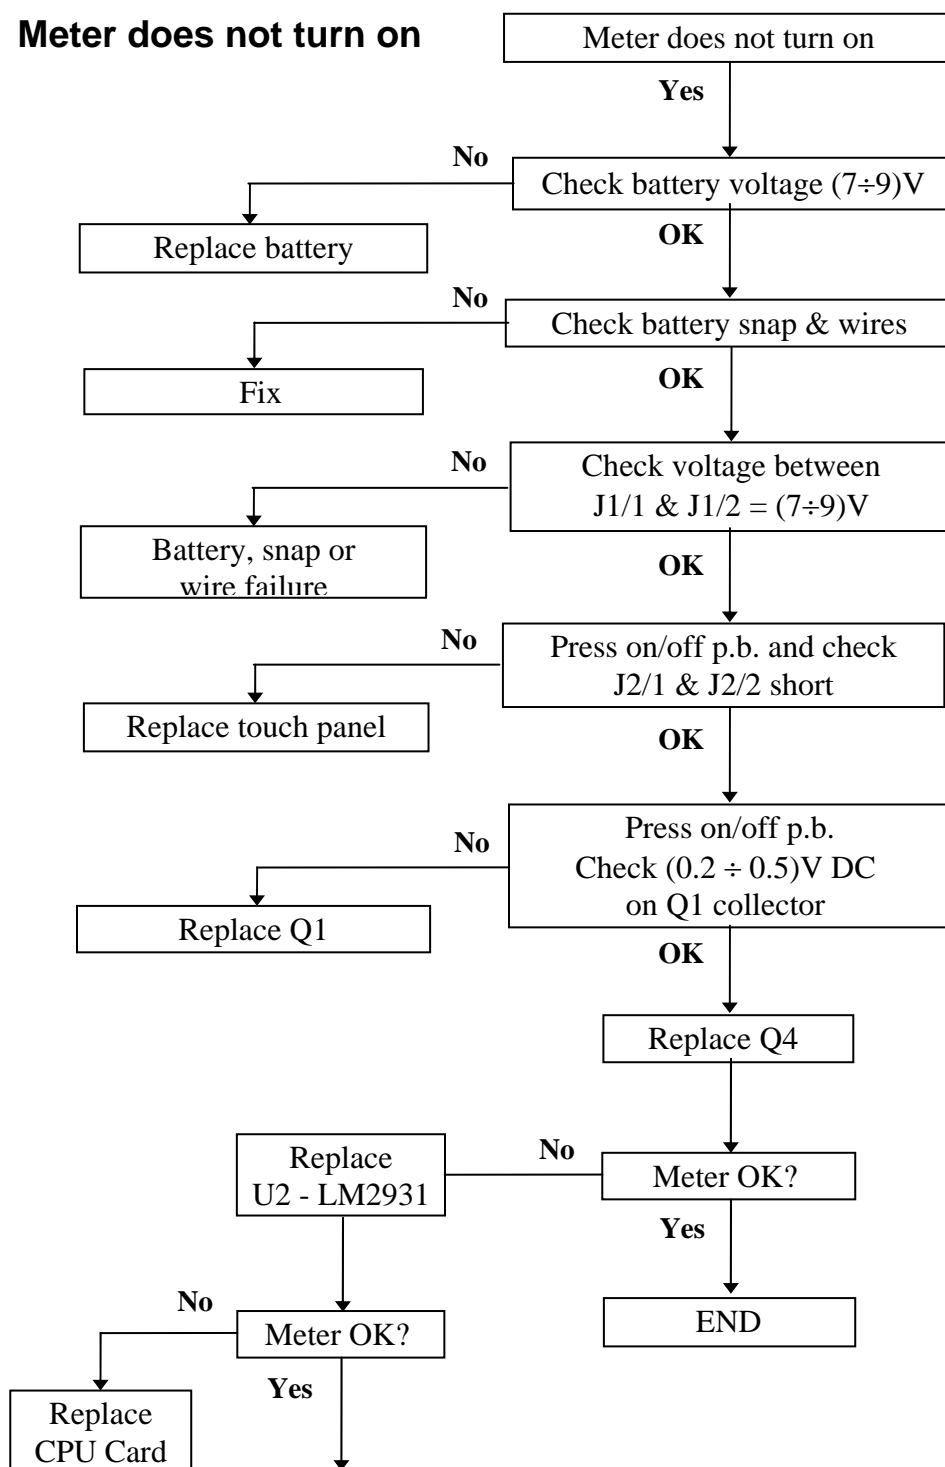 Meter does not turn on
Meter does not turn on
Yes
No
Check battery voltage (7÷9)V
Replace battery
OK
No
Check battery snap & wires
Fix
OK
No
Check voltage between
J1/1 & J1/2 = (7÷9)V
Battery, snap or
wire failure
OK
No
Press on/off p.b. and check
J2/1 & J2/2 short
Replace touch panel
OK
No
Press on/off p.b.
Check (0.2 ÷ 0.5)V DC
on Q1 collector
Replace Q1
OK
Replace Q4
Replace
U2 - LM2931
No
Meter OK?
Yes
END
No
Meter OK?
Yes
Replace
CPU Card